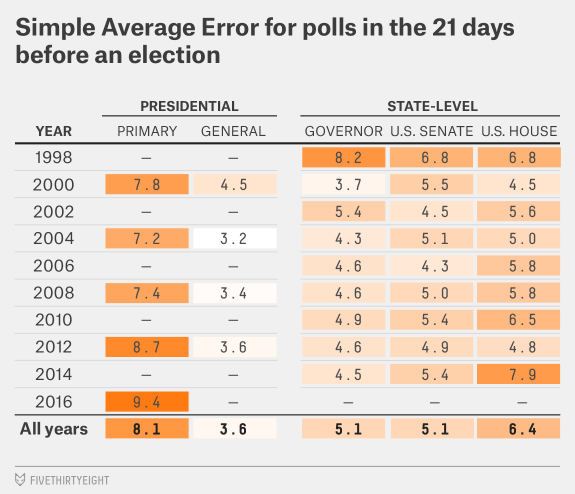 Simple Average Error for polls in the 21 days
before an election
PRESIDENTIAL STATE-LEVEL
YEAR PRIMARY GENERAL GOVERNOR U.S. SENATE U.S. HOUSE
1998 — — 8.2 6.8 6.8
2000 7.8 4.5 3.7 5.5 4.5
2002 — — 5.4 4.5 5.6
2004 7.2 3.2 4.3 5.1 5.0
2006 — — 4.6 4.3 5.8
2008 7.4 3.4 4.6 5.0 5.8
2010 — — 4.9 5.4 6.5
2012 8.7 3.6 4.6 4.9 4.8
2014 — — 4.5 5.4 7.9
2016 9.4 — — — —
All years 8.1 3.6 5.1 5.1 6.4
FIVETHIRTYEIGHT